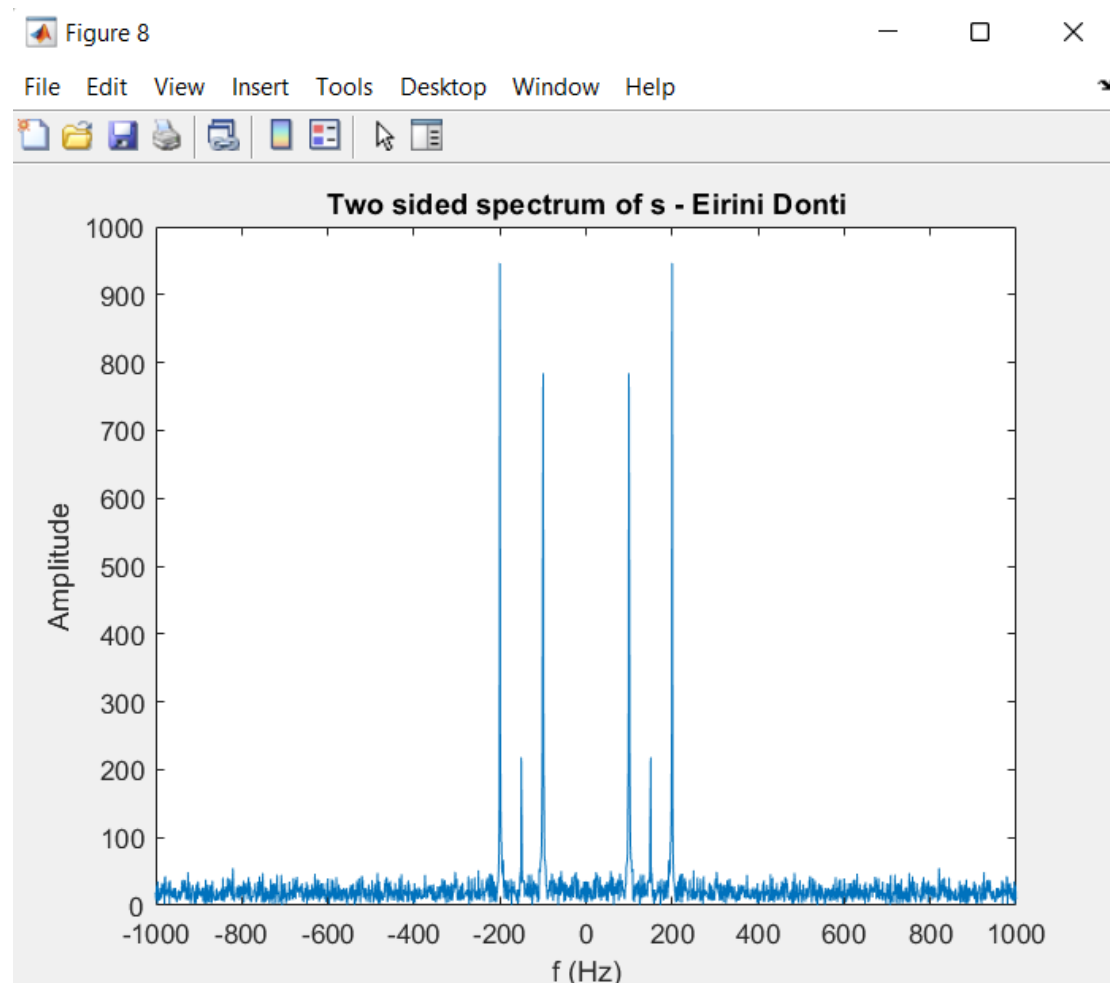 Figure 8
File Edit View Insert Tools Desktop Window Help
Two sided spectrum of s - Eirini Donti
1000
900
800
700
600
500
400
300
200
100
0
Amplitude
-1000 -800 -600 -400 -200 0 200 400 600 800 1000
f (Hz)